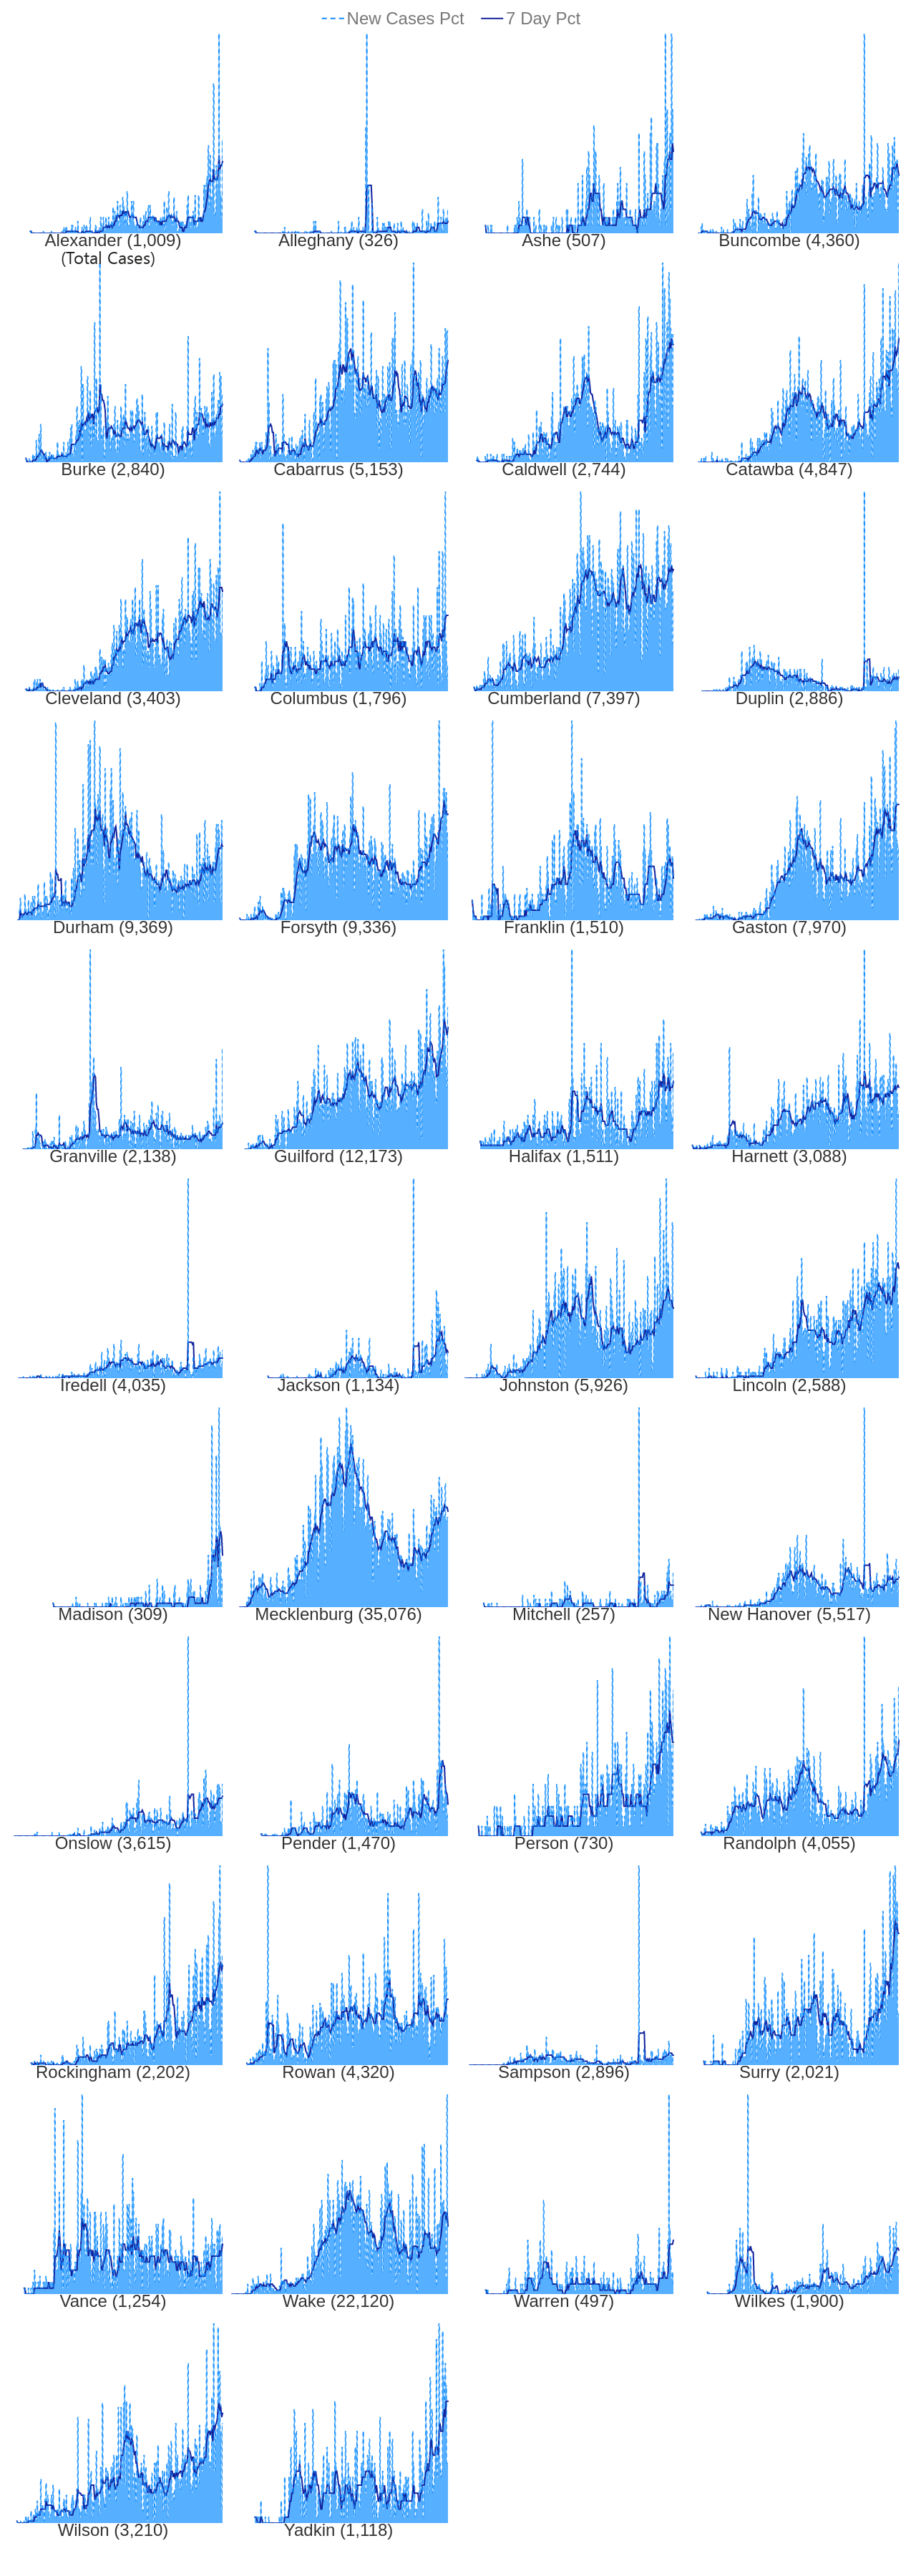 New Cases Pct 7 Day Pct
Alexander (1,009) Alleghany (326) Ashe (507) Buncombe (4,360)
(Total Cases)
Burke (2,840) Cabarrus (5,153) Caldwell (2,744) Catawba (4,847)
Cleveland (3,403) Columbus (1,796) Cumberland (7,397) Duplin (2,886)
Durham (9,369) Forsyth (9,336) Franklin (1,510) Gaston (7,970)
Granville (2,138) Guilford (12,173) Halifax (1,511) Harnett (3,088)
Iredell (4,035) Jackson (1,134) Johnston (5,926) Lincoln (2,588)
Madison (309) Mecklenburg (35,076) Mitchell (257) New Hanover (5,517)
Onslow (3,615) Pender (1,470) Person (730) Randolph (4,055)
Rockingham (2,202) Rowan (4,320) Sampson (2,896) Surry (2,021)
Vance (1,254) Wake (22,120) Warren (497) Wilkes (1,900)
Wilson (3,210) Yadkin (1,118)